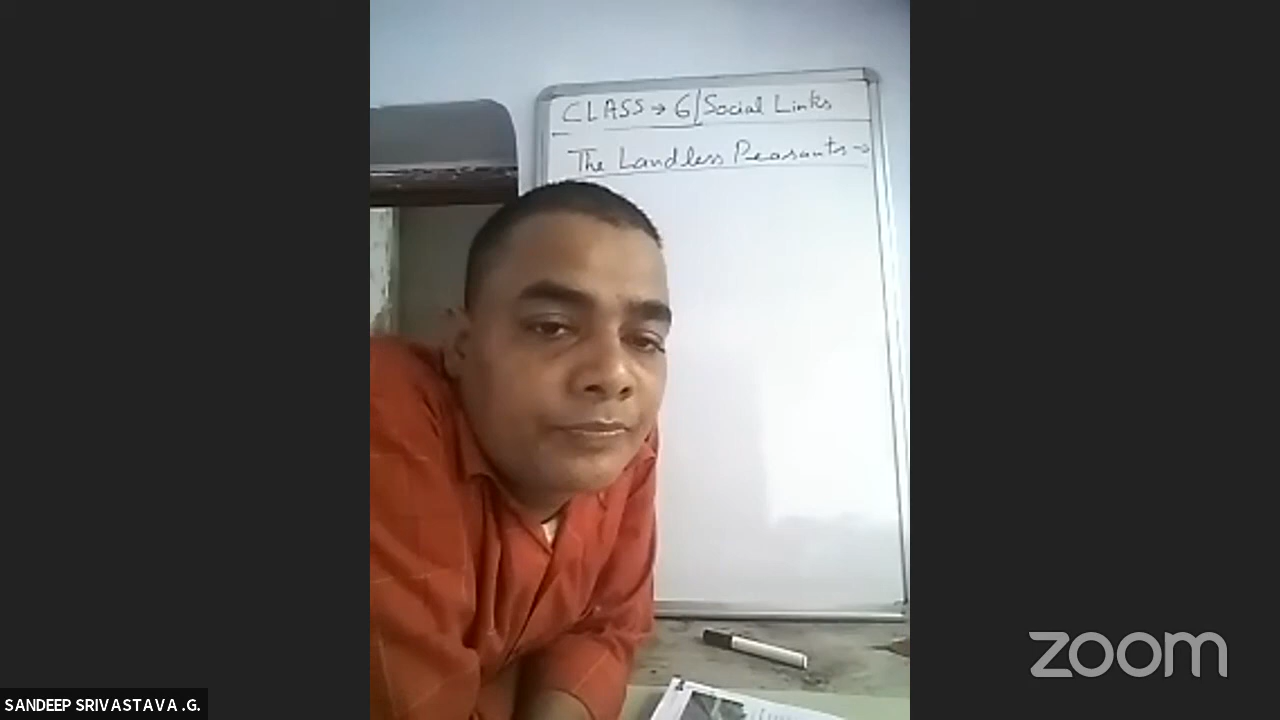 CLASS → 6/Social Links
The Landless Peasants →
SANDEEP SRIVASTAVA .G.
zoom